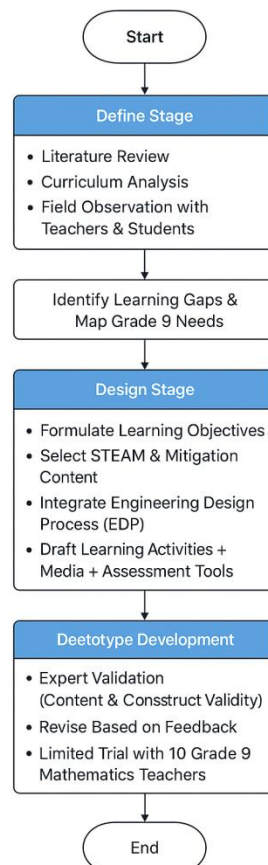 Start
Define Stage
• Literature Review
• Curriculum Analysis
• Field Observation with
Teachers & Students
Identify Learning Gaps &
Map Grade 9 Needs
Design Stage
• Formulate Learning Objectives
• Select STEAM & Mitigation
Content
• Integrate Engineering Design
Process (EDP)
• Draft Learning Activities +
Media + Assessment Tools
Deetotype Development
• Expert Validation
(Content & Consstruct Validity)
• Revise Based on Feedback
• Limited Trial with 10 Grade 9
Mathematics Teachers
End